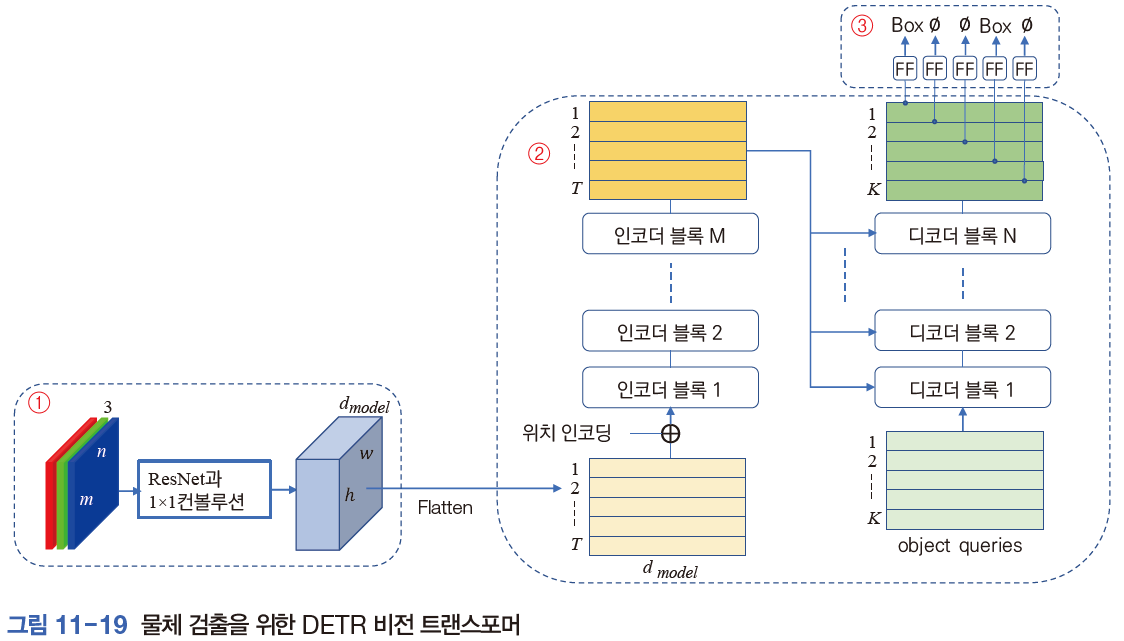 ①
3
n
m
ResNet과
1×1컨볼루션
d_model
w
h
Flatten
②
1
2
T
인코더 블록 M
인코더 블록 2
인코더 블록 1
위치 인코딩
1
2
T
d_model
③
Box ∅ ∅ Box ∅
FF FF FF FF FF
1
2
K
디코더 블록 N
디코더 블록 2
디코더 블록 1
1
2
K
object queries
그림 11-19 물체 검출을 위한 DETR 비전 트랜스포머